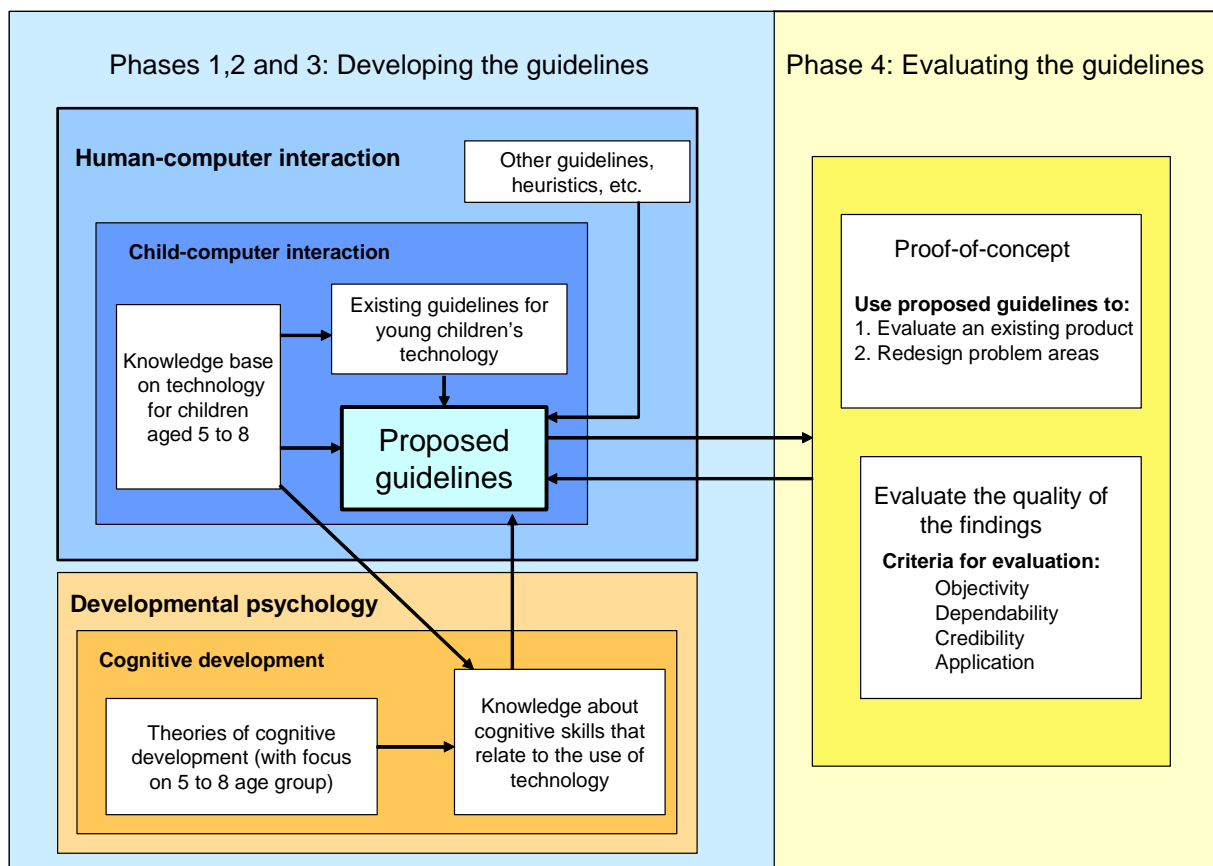 Phases 1,2 and 3: Developing the guidelines
Human-computer interaction
Other guidelines,
heuristics, etc.
Child-computer interaction
Knowledge base
on technology
for children
aged 5 to 8
Existing guidelines for
young children’s
technology
Proposed
guidelines
Developmental psychology
Cognitive development
Theories of cognitive
development (with focus
on 5 to 8 age group)
Knowledge about
cognitive skills that
relate to the use of
technology
Phase 4: Evaluating the guidelines
Proof-of-concept
Use proposed guidelines to:
1. Evaluate an existing product
2. Redesign problem areas
Evaluate the quality of
the findings
Criteria for evaluation:
Objectivity
Dependability
Credibility
Application